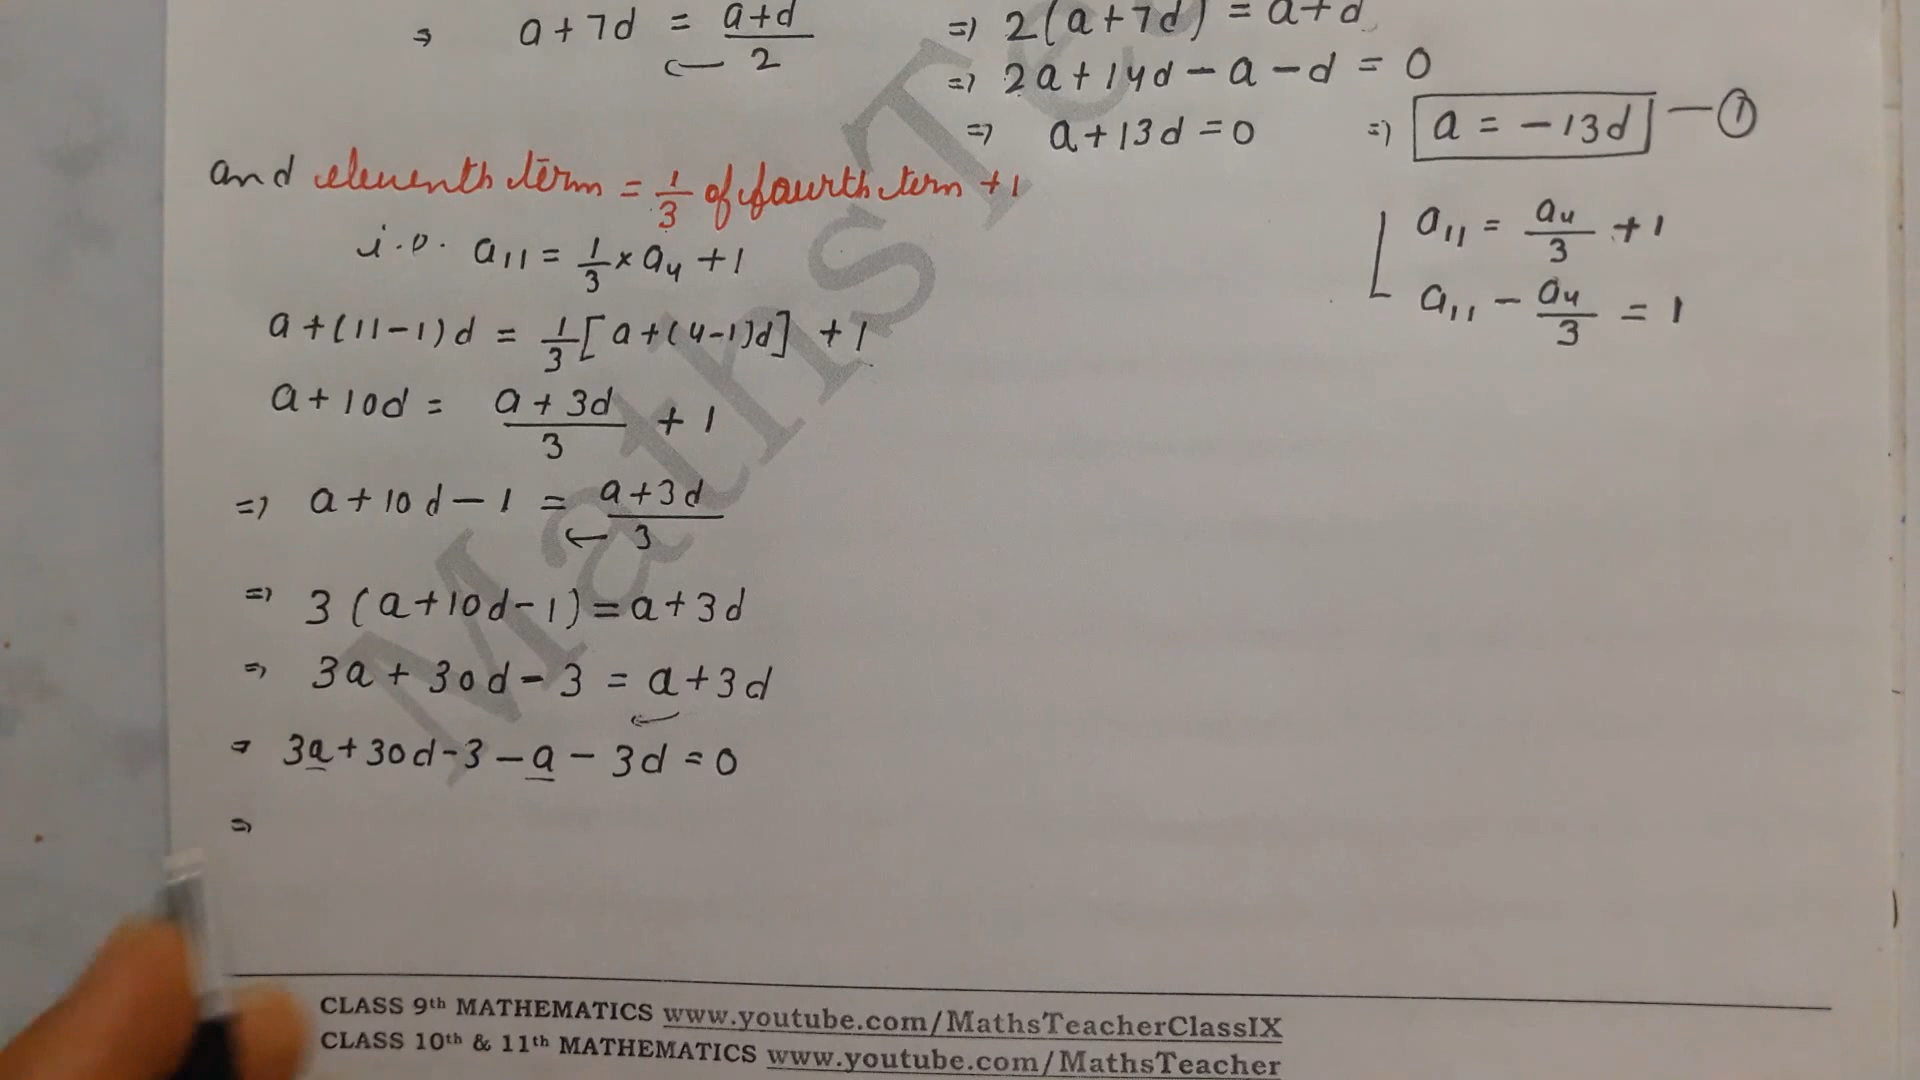 ⇒ a+7d = a+d/2 ⇒ 2(a+7d) = a+d
⇒ 2a+14d-a-d = 0
⇒ a+13d=0 ⇒ a = -13d — ①
and eleventh term = 1/3 of fourth term +1
i.e. a₁₁ = 1/3 × a₄ +1
a₁₁ = a₄/3 + 1
a₁₁ - a₄/3 = 1
a+(11-1)d = 1/3[a+(4-1)d] +1
a+10d = a+3d/3 + 1
⇒ a+10d-1 = a+3d/3
⇒ 3(a+10d-1)=a+3d
⇒ 3a+30d-3 = a+3d
⇒ 3a+30d-3-a-3d=0
⇒
MathsTe
CLASS 9th MATHEMATICS www.youtube.com/MathsTeacherClassIX
CLASS 10th & 11th MATHEMATICS www.youtube.com/MathsTeacher